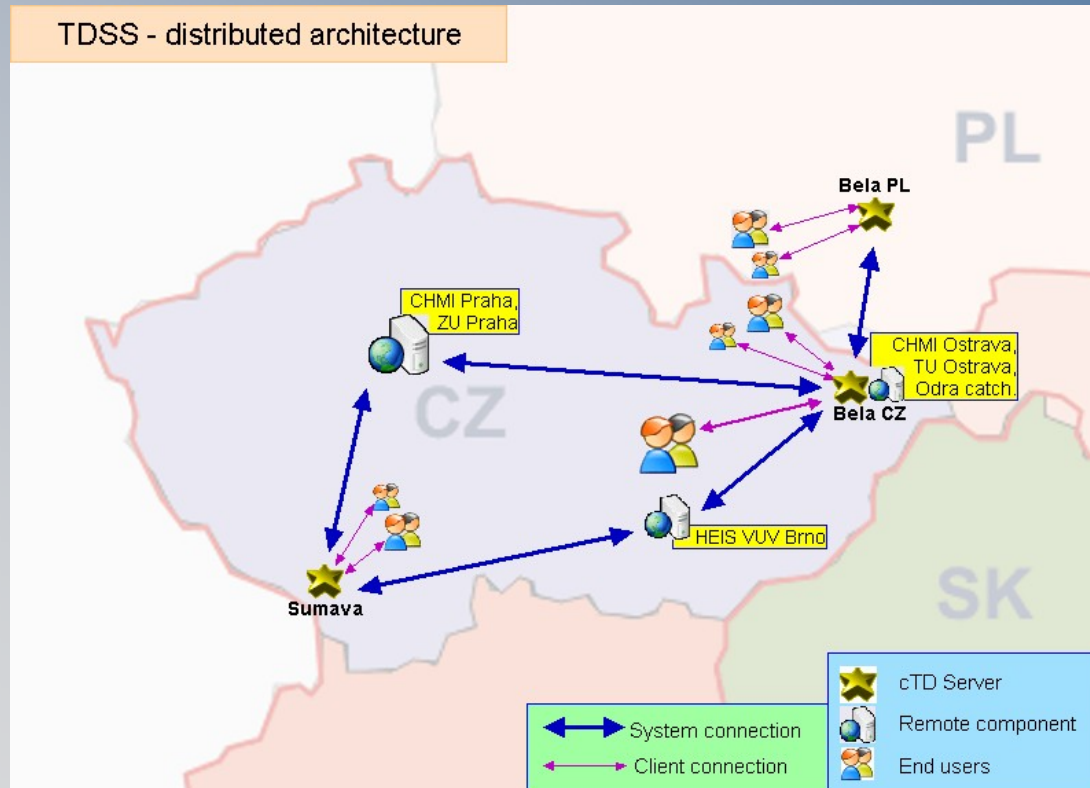 TDSS - distributed architecture
PL
Bela PL
CHMI Praha,
ZU Praha
CHMI Ostrava,
TU Ostrava,
Odra catch.
CZ
Bela CZ
HEIS VUV Brno
Sumava
SK
cTD Server
System connection
Remote component
Client connection
End users